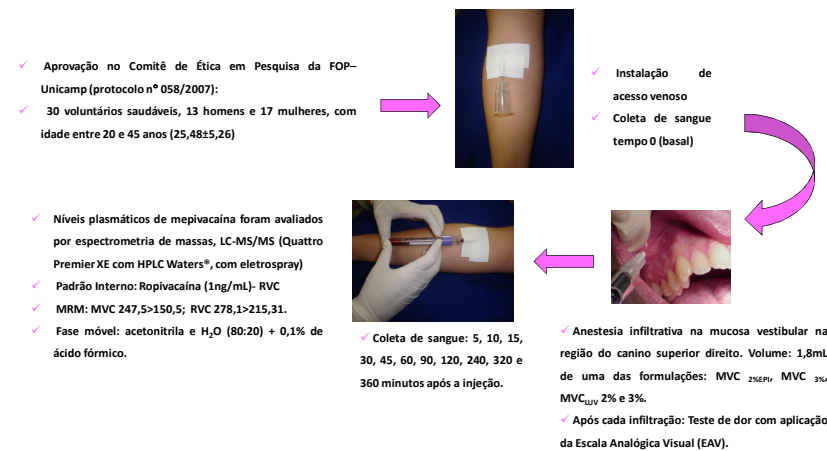 ✓ Aprovação no Comitê de Ética em Pesquisa da FOP–
Unicamp (protocolo nº 058/2007):
✓ 30 voluntários saudáveis, 13 homens e 17 mulheres, com
idade entre 20 e 45 anos (25,48±5,26)
✓ Instalação de
acesso venoso
✓ Coleta de sangue
tempo 0 (basal)
✓ Anestesia infiltrativa na mucosa vestibular na
região do canino superior direito. Volume: 1,8mL
de uma das formulações: MVC 2%EPI, MVC 3%,
MVC LUV 2% e 3%.
✓ Após cada infiltração: Teste de dor com aplicação
da Escala Analógica Visual (EAV).
✓ Coleta de sangue: 5, 10, 15,
30, 45, 60, 90, 120, 240, 320 e
360 minutos após a injeção.
✓ Níveis plasmáticos de mepivacaína foram avaliados
por espectrometria de massas, LC-MS/MS (Quattro
Premier XE com HPLC Waters®, com eletrospray)
✓ Padrão Interno: Ropivacaína (1ng/mL)- RVC
✓ MRM: MVC 247,5>150,5; RVC 278,1>215,31.
✓ Fase móvel: acetonitrila e H2O (80:20) + 0,1% de
ácido fórmico.